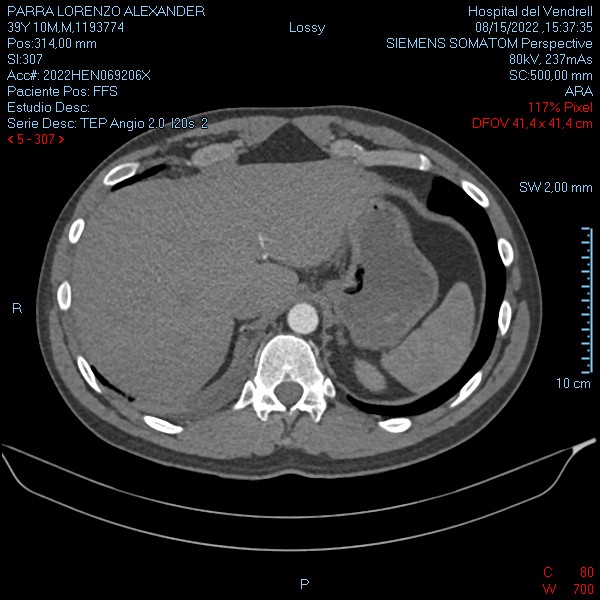 PARRA LORENZO ALEXANDER
39Y 10M,M,1193774
Pos:314,00 mm
SI:307
Acc#: 2022HEN069206X
Paciente Pos: FFS
Estudio Desc:
Serie Desc: TEP Angio 2.0 I20s 2
< 5 - 307 >
Lossy
Hospital del Vendrell
08/15/2022 ,15:37:35
SIEMENS SOMATOM Perspective
80kV, 237mAs
SC:500,00 mm
ARA
117% Pixel
DFOV 41,4 x 41,4 cm
SW 2,00 mm
R
10 cm
P
C 80
W 700